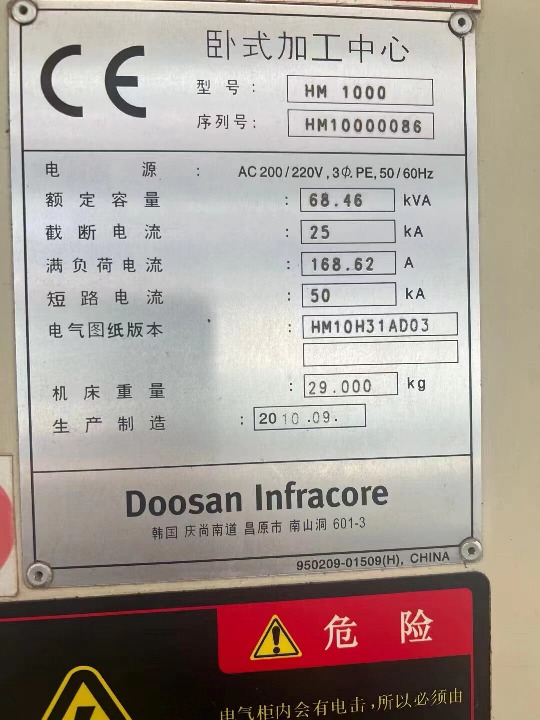 CE
卧式加工中心
型号: HM 1000
序列号: HM10000086
电源: AC 200/220V, 3Φ, PE, 50/60Hz
额定容量: 68.46 kVA
截断电流: 25 kA
满负荷电流: 168.62 A
短路电流: 50 kA
电气图纸版本: HM10H31AD03
机床重量: 29.000 kg
生产制造: 2010.09.
Doosan Infracore
韩国 庆尚南道 昌原市 南山洞 601-3
950209-01509(H), CHINA
危险
电气柜内会有电击,所以必须由